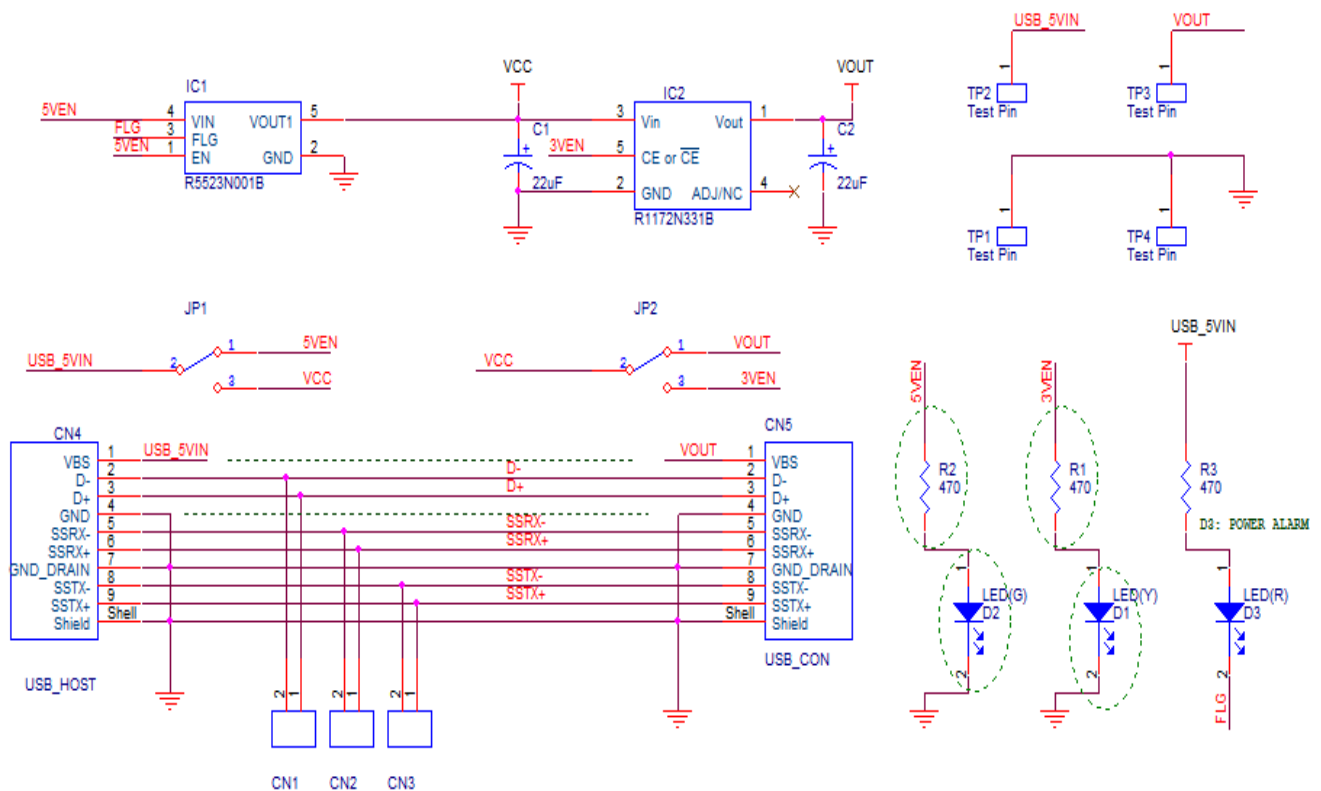 USB_5VIN
VOUT
1
1
TP2
Test Pin
TP3
Test Pin
1
1
TP1
Test Pin
TP4
Test Pin
IC1
5VEN
FLG
5VEN
4
3
1
VIN
FLG
EN
VOUT1
GND
5
2
R5523N001B
VCC
C1
+
22uF
IC2
3VEN
3
5
2
Vin
CE or CE
GND
Vout
ADJ/NC
1
4
R1172N331B
VOUT
C2
+
22uF
JP1
USB_5VIN
2
1
3
5VEN
VCC
JP2
VCC
2
1
3
VOUT
3VEN
CN4
VBS
D-
D+
GND
SSRX-
SSRX+
GND_DRAIN
SSTX-
SSTX+
Shield
1
2
3
4
5
6
7
8
9
Shell
USB_HOST
USB_5VIN
VOUT
D-
D+
SSRX-
SSRX+
SSTX-
SSTX+
CN5
1
2
3
4
5
6
7
8
9
Shell
VBS
D-
D+
GND
SSRX-
SSRX+
GND_DRAIN
SSTX-
SSTX+
Shield
USB_CON
2
1
2
1
2
1
CN1
CN2
CN3
5VEN
R2
470
1
LED(G)
D2
2
3VEN
R1
470
1
LED(Y)
D1
2
USB_5VIN
R3
470
D3: POWER ALARM
1
LED(R)
D3
2
FLG